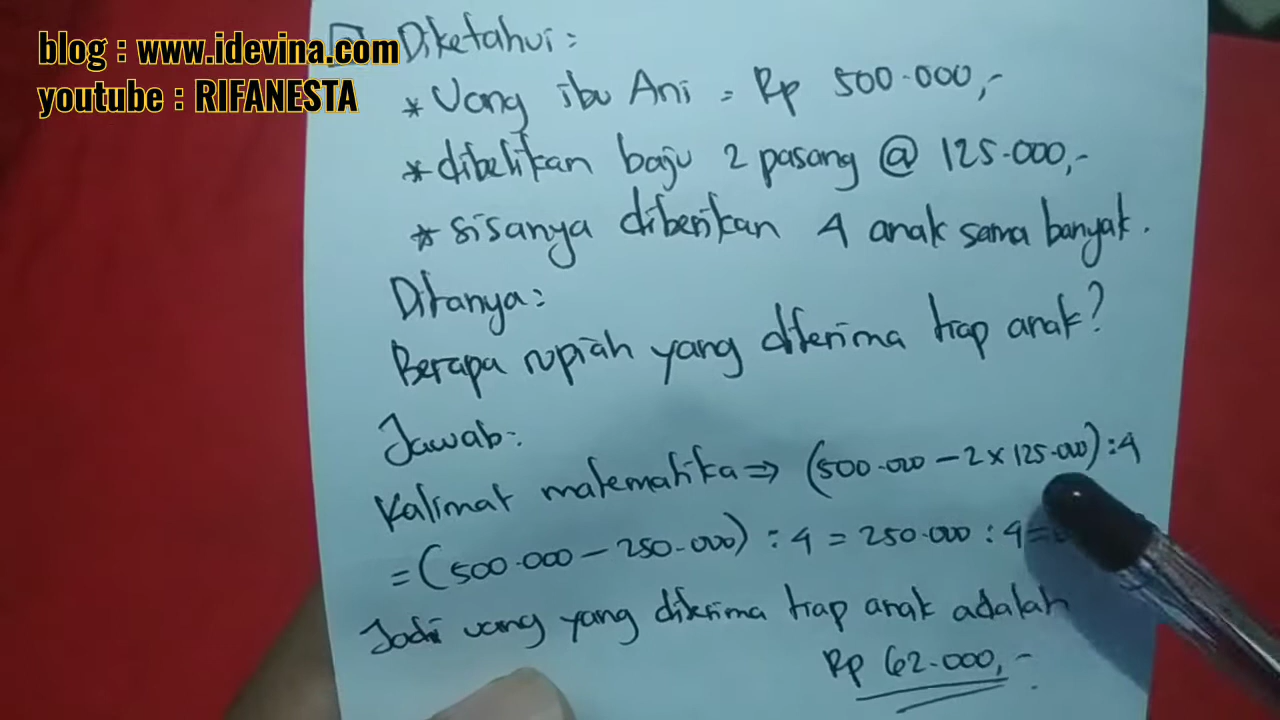 blog : www.idevina.com
youtube : RIFANESTA
Diketahui :
* Uang ibu Ani = Rp 500.000,-
* dibelikan baju 2 pasang @ 125.000,-
* sisanya diberikan 4 anak sama banyak.
Ditanya :
Berapa rupiah yang diterima tiap anak?
Jawab :
Kalimat matematika ⇒ (500.000 - 2 x 125.000) : 4
= (500.000 - 250.000) : 4 = 250.000 : 4 =
Jadi uang yang diterima tiap anak adalah
Rp 62.000,-